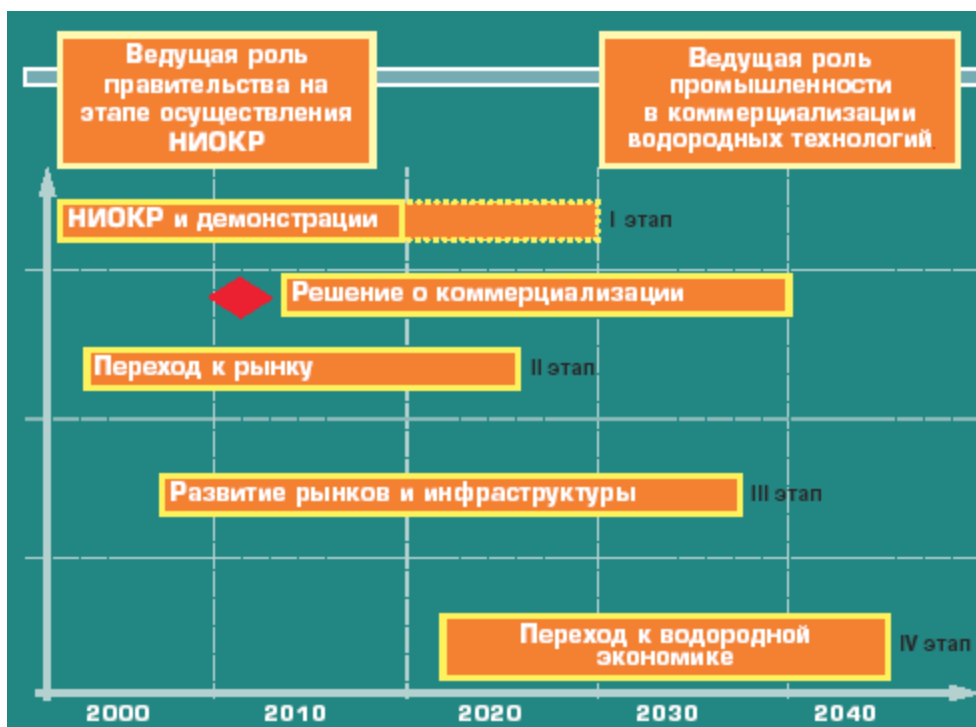 Ведущая роль
правительства на
этапе осуществления
НИОКР
Ведущая роль
промышленности
в коммерциализации
водородных технологий.
НИОКР и демонстрации
I этап
Решение о коммерциализации
Переход к рынку
II этап
Развитие рынков и инфраструктуры
III этап
Переход к водородной
экономике
IV этап
2000 2010 2020 2030 2040